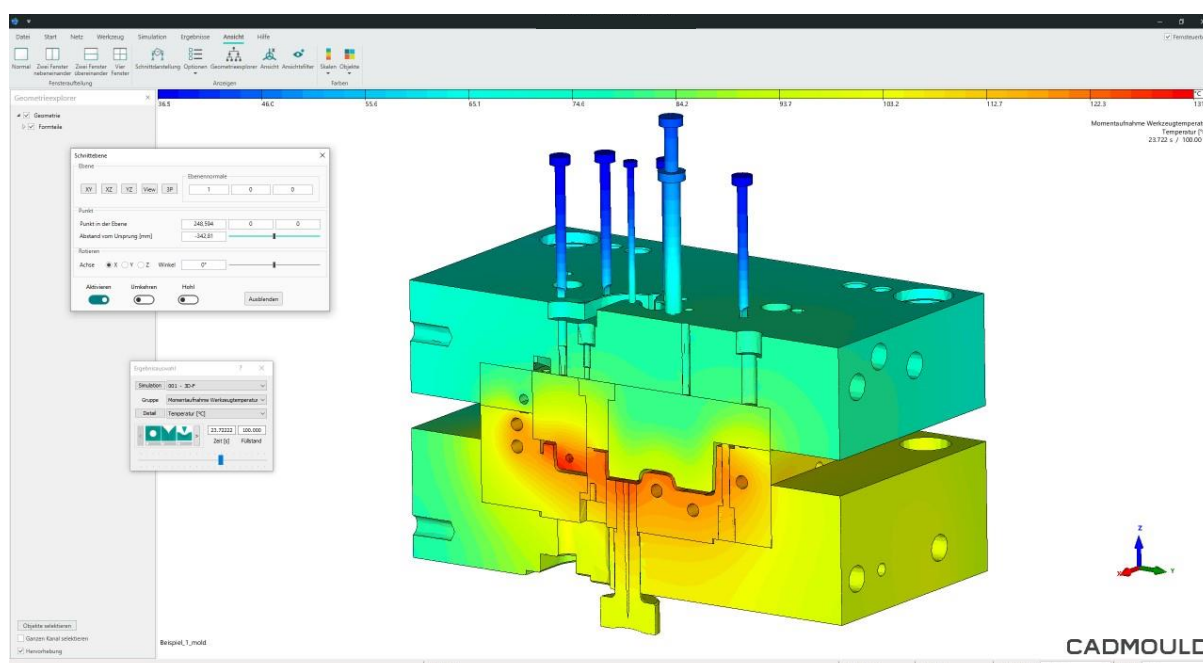 Datei Start Netz Werkzeug Simulation Ergebnisse Ansicht Hilfe
Fernsteuerb
Normal Zwei Fenster nebeneinander Zwei Fenster übereinander Vier Fenster Schnittdarstellung Optionen Geometrieexplorer Ansicht Ansichtsfilter Skalen Objekte
Fensteraufteilung Anzeigen Farben
Geometrieexplorer
36.5 46.0 55.6 65.1 74.6 84.2 93.7 103.2 112.7 122.3 131
°C
Geometrie
Formteile
Momentaufnahme Werkzeugtemperat
Temperatur [°
23.722 s / 100.00
Schnittebene
Ebene
Ebenennormale
XY XZ YZ View 3P 1 0 0
Punkt
Punkt in der Ebene 248,594 0 0
Abstand vom Ursprung [mm] -342,81
Rotieren
Achse X Y Z Winkel 0°
Aktivieren Umkehren Hohl
Ausblenden
Ergebnisauswahl ?
Simulation 001 - 3D-F
Gruppe Momentaufnahme Werkzeugtemperatur
Detail Temperatur [°C]
23.72222 100.000
Zeit [s] Füllstand
Z
X Y
Objekte selektieren
Ganzen Kanal selektieren
Hervorhebung
Beispiel_1_mold
CADMOULD